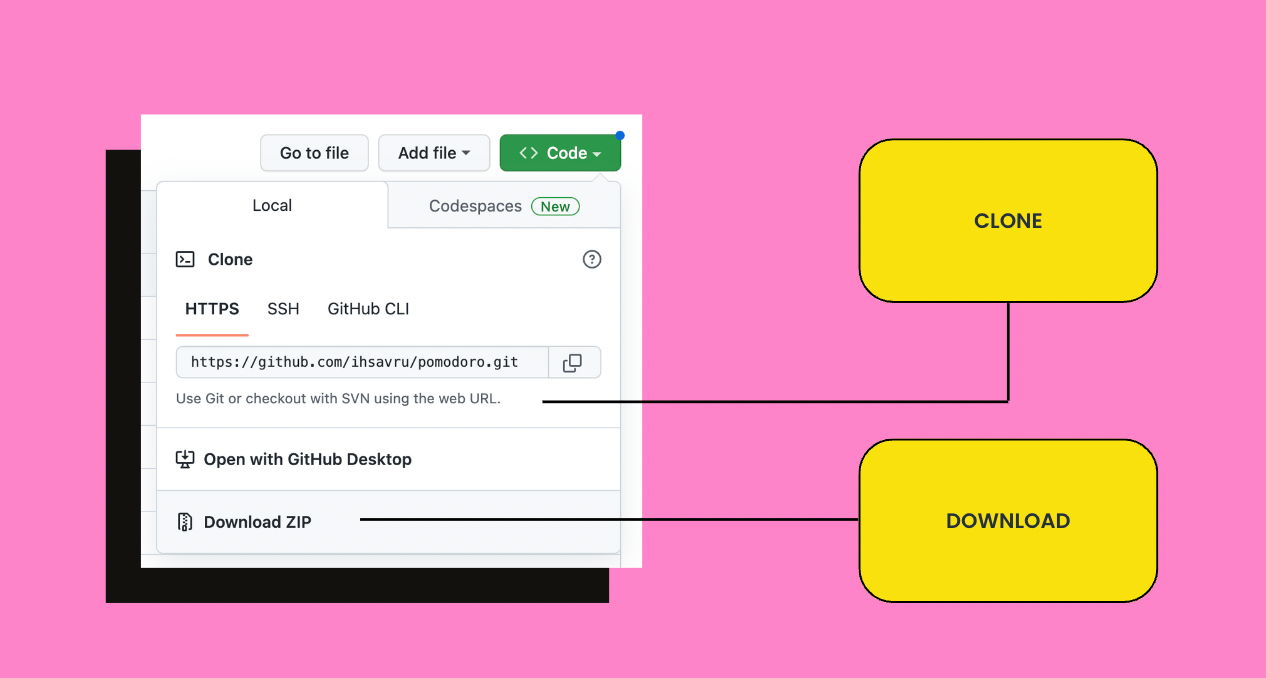 Go to file
Add file
<> Code
Local
Codespaces
New
Clone
HTTPS
SSH
GitHub CLI
https://github.com/ihsavru/pomodoro.git
Use Git or checkout with SVN using the web URL.
Open with GitHub Desktop
Download ZIP
CLONE
DOWNLOAD